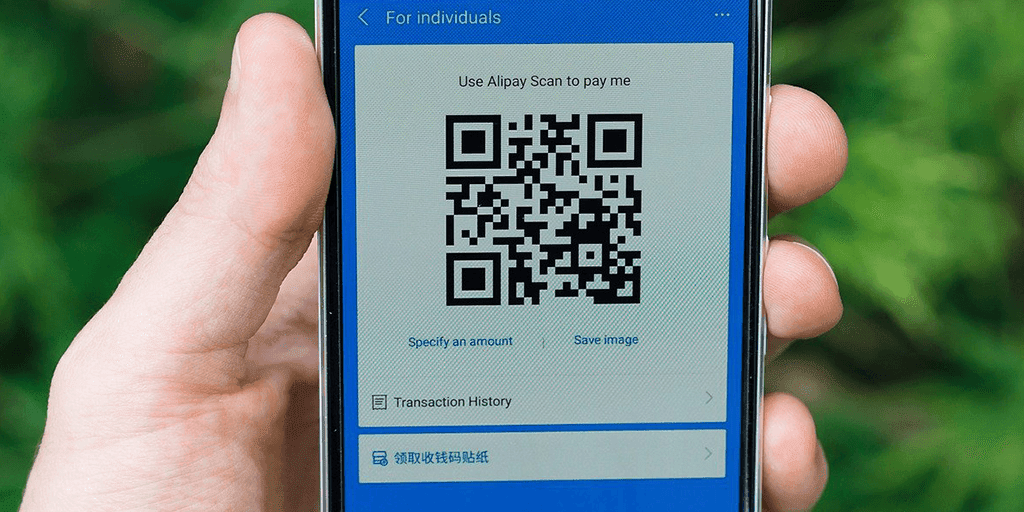 For individuals
Use Alipay Scan to pay me
Specify an amount
Save image
Transaction History
领取收钱码贴纸